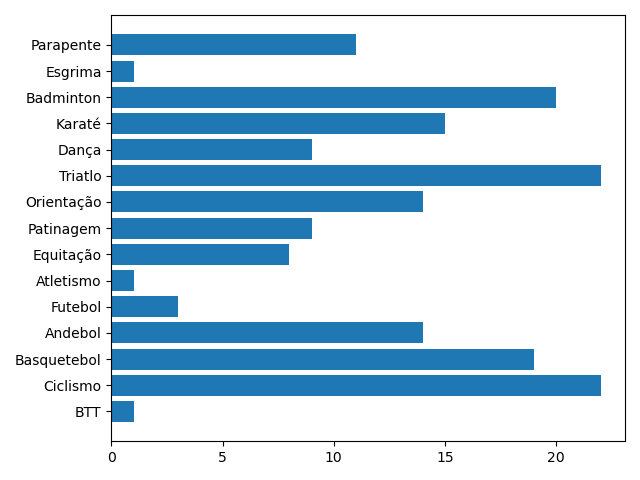 Parapente
Esgrima
Badminton
Karaté
Dança
Triatlo
Orientação
Patinagem
Equitação
Atletismo
Futebol
Andebol
Basquetebol
Ciclismo
BTT
0 5 10 15 20